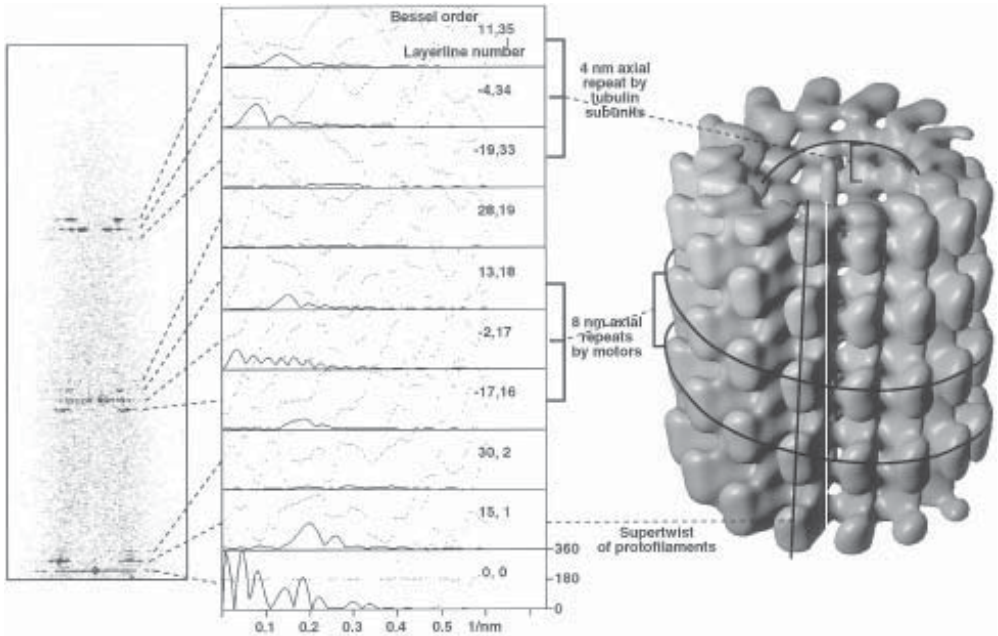 Bessel order
11,35
Layerline number
4 nm axial
repeat by
tubulin
subunits
-4,34
-19,33
28,19
13,18
8 nm axial
repeats
by motors
-2,17
-17,16
30, 2
15, 1
Supertwist
of protofilaments
360
0, 0
180
0
0.1 0.2 0.3 0.4 0.5 1/nm